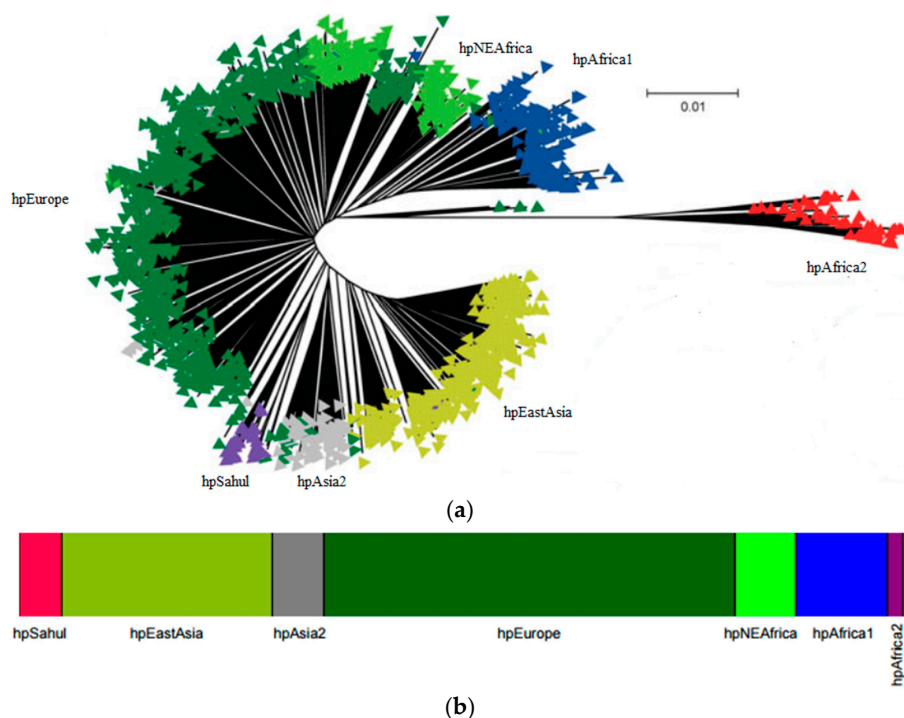 hpNEAfrica
hpAfrica1
0.01
hpEurope
hpAfrica2
hpEastAsia
hpSahul
hpAsia2
(a)
hpSahul
hpEastAsia
hpAsia2
hpEurope
hpNEAfrica
hpAfrica1
hpAfrica2
(b)